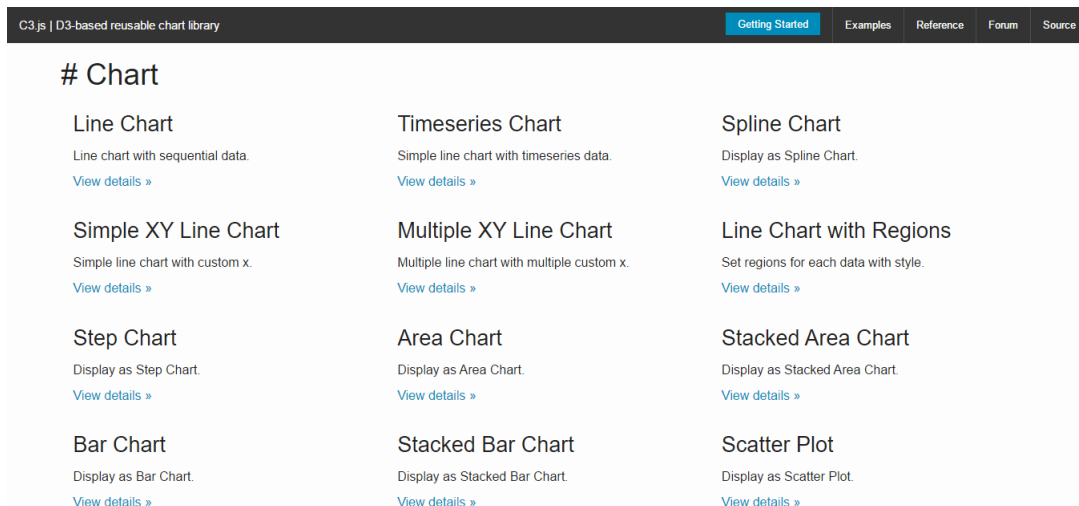 C3.js | D3-based reusable chart library
Getting Started
Examples
Reference
Forum
Source
# Chart
Line Chart
Line chart with sequential data.
View details »
Timeseries Chart
Simple line chart with timeseries data.
View details »
Spline Chart
Display as Spline Chart.
View details »
Simple XY Line Chart
Simple line chart with custom x.
View details »
Multiple XY Line Chart
Multiple line chart with multiple custom x.
View details »
Line Chart with Regions
Set regions for each data with style.
View details »
Step Chart
Display as Step Chart.
View details »
Area Chart
Display as Area Chart.
View details »
Stacked Area Chart
Display as Stacked Area Chart.
View details »
Bar Chart
Display as Bar Chart.
View details »
Stacked Bar Chart
Display as Stacked Bar Chart.
View details »
Scatter Plot
Display as Scatter Plot.
View details »